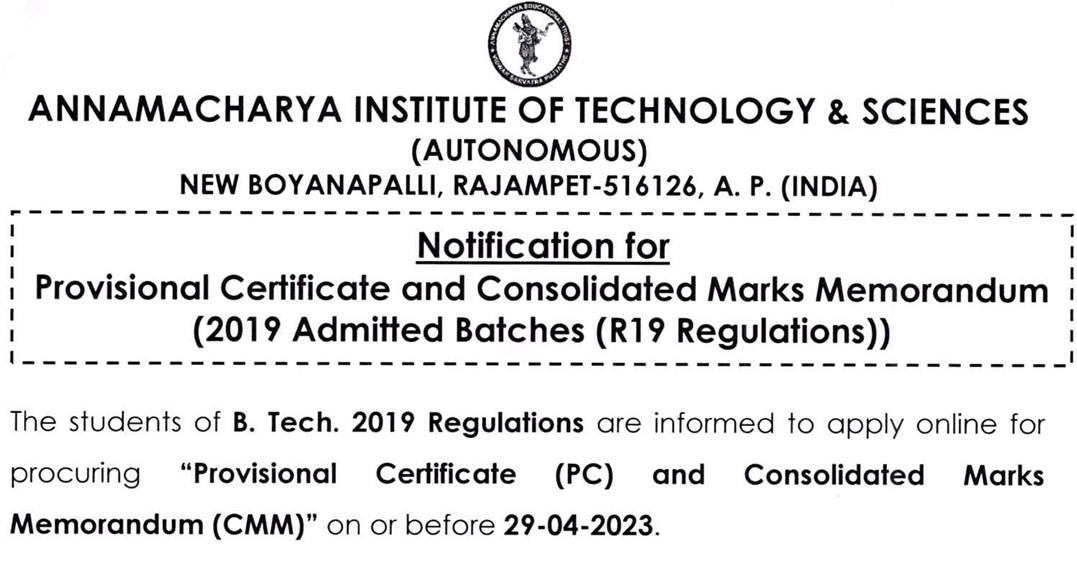 ANNAMACHARYA EDUCATIONAL TRUST
VIDWAN SARVATRA PUJYATHE
ANNAMACHARYA INSTITUTE OF TECHNOLOGY & SCIENCES
(AUTONOMOUS)
NEW BOYANAPALLI, RAJAMPET-516126, A. P. (INDIA)
Notification for
Provisional Certificate and Consolidated Marks Memorandum
(2019 Admitted Batches (R19 Regulations))
The students of B. Tech. 2019 Regulations are informed to apply online for
procuring “Provisional Certificate (PC) and Consolidated Marks
Memorandum (CMM)” on or before 29-04-2023.